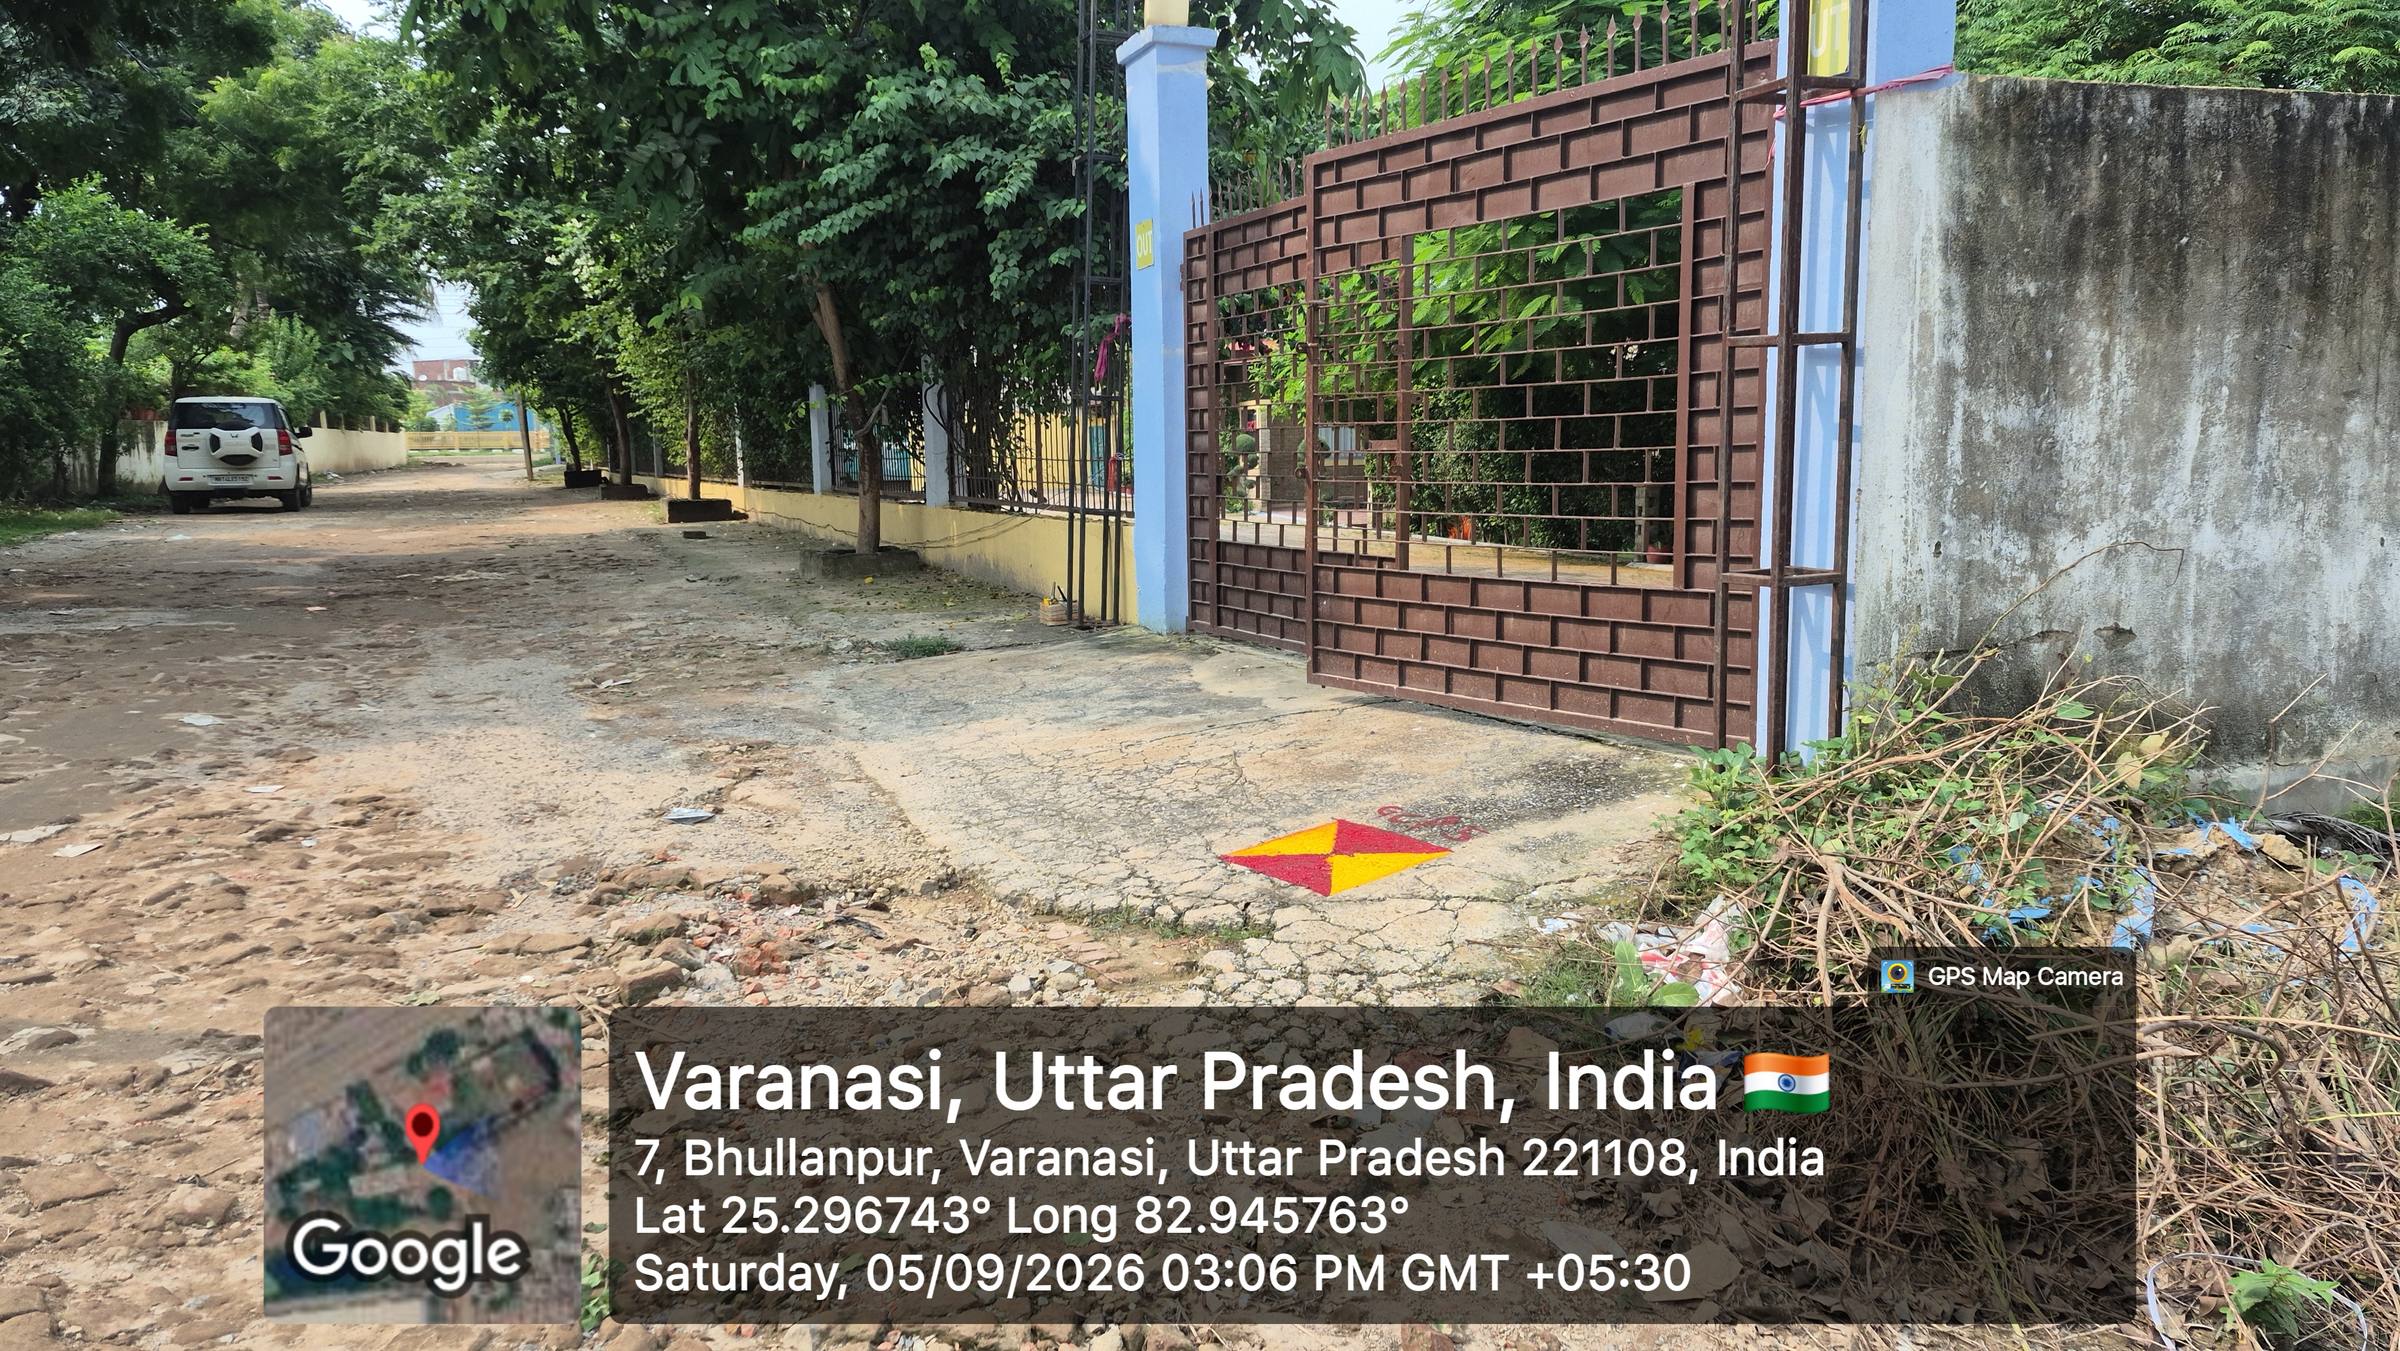 OUT
OUT
GPS Map Camera
Varanasi, Uttar Pradesh, India
7, Bhullanpur, Varanasi, Uttar Pradesh 221108, India
Lat 25.296743° Long 82.945763°
Saturday, 05/09/2026 03:06 PM GMT +05:30
Google